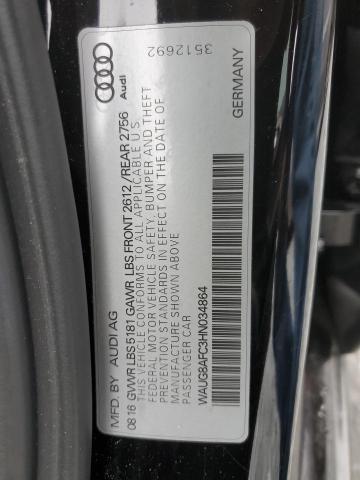 Audi
3512692
MFD. BY AUDI AG
GERMANY
0816 GVWR LBS 5181 GAWR LBS FRONT 2612 / REAR 2756
THIS VEHICLE CONFORMS TO ALL APPLICABLE U.S.
FEDERAL MOTOR VEHICLE SAFETY, BUMPER AND THEFT
PREVENTION STANDARDS IN EFFECT ON THE DATE OF
MANUFACTURE SHOWN ABOVE
PASSENGER CAR
WAUG8AFC3HN034864